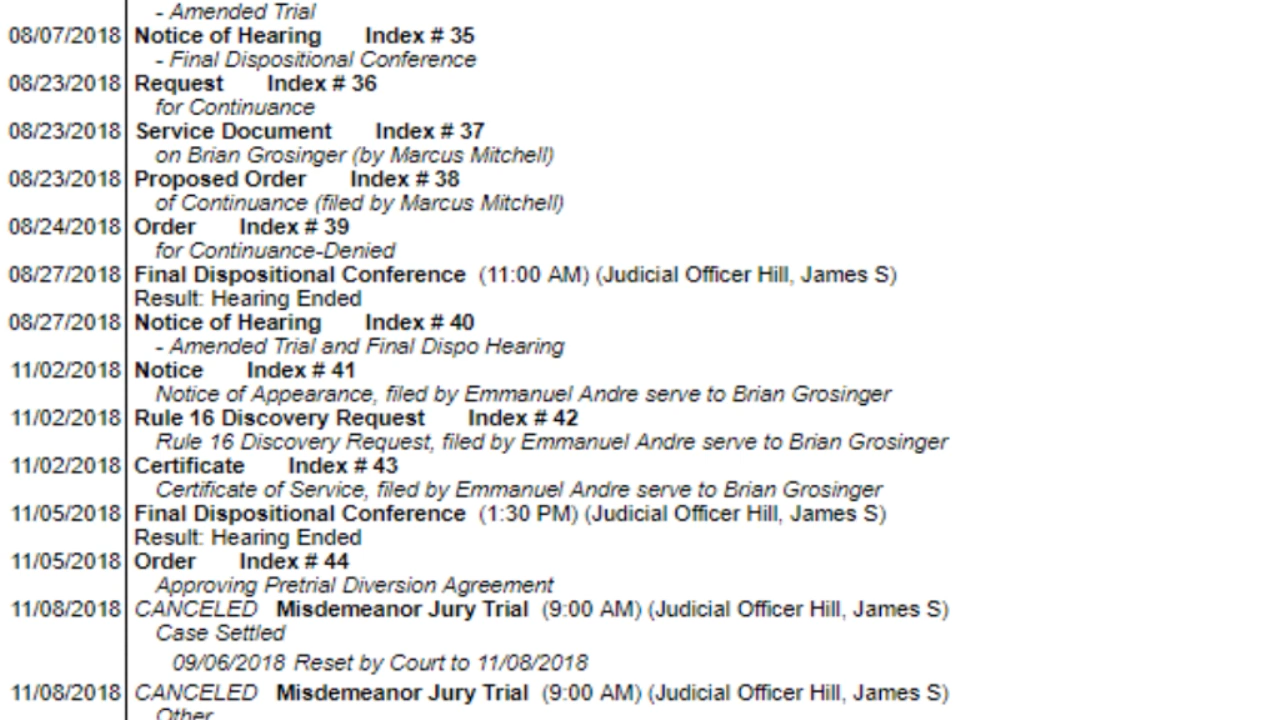 - Amended Trial
08/07/2018 Notice of Hearing Index # 35
- Final Dispositional Conference
08/23/2018 Request Index # 36
for Continuance
08/23/2018 Service Document Index # 37
on Brian Grosinger (by Marcus Mitchell)
08/23/2018 Proposed Order Index # 38
of Continuance (filed by Marcus Mitchell)
08/24/2018 Order Index # 39
for Continuance-Denied
08/27/2018 Final Dispositional Conference (11:00 AM) (Judicial Officer Hill, James S)
Result: Hearing Ended
08/27/2018 Notice of Hearing Index # 40
- Amended Trial and Final Dispo Hearing
11/02/2018 Notice Index # 41
Notice of Appearance, filed by Emmanuel Andre serve to Brian Grosinger
11/02/2018 Rule 16 Discovery Request Index # 42
Rule 16 Discovery Request, filed by Emmanuel Andre serve to Brian Grosinger
11/02/2018 Certificate Index # 43
Certificate of Service, filed by Emmanuel Andre serve to Brian Grosinger
11/05/2018 Final Dispositional Conference (1:30 PM) (Judicial Officer Hill, James S)
Result: Hearing Ended
11/05/2018 Order Index # 44
Approving Pretrial Diversion Agreement
11/08/2018 CANCELED Misdemeanor Jury Trial (9:00 AM) (Judicial Officer Hill, James S)
Case Settled
09/06/2018 Reset by Court to 11/08/2018
11/08/2018 CANCELED Misdemeanor Jury Trial (9:00 AM) (Judicial Officer Hill, James S)
Other